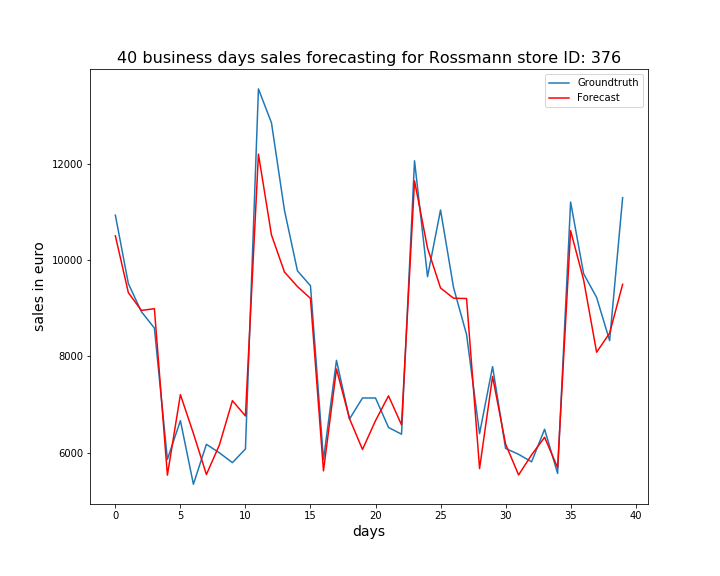 40 business days sales forecasting for Rossmann store ID: 376
Groundtruth
Forecast
12000
10000
8000
6000
sales in euro
0 5 10 15 20 25 30 35 40
days